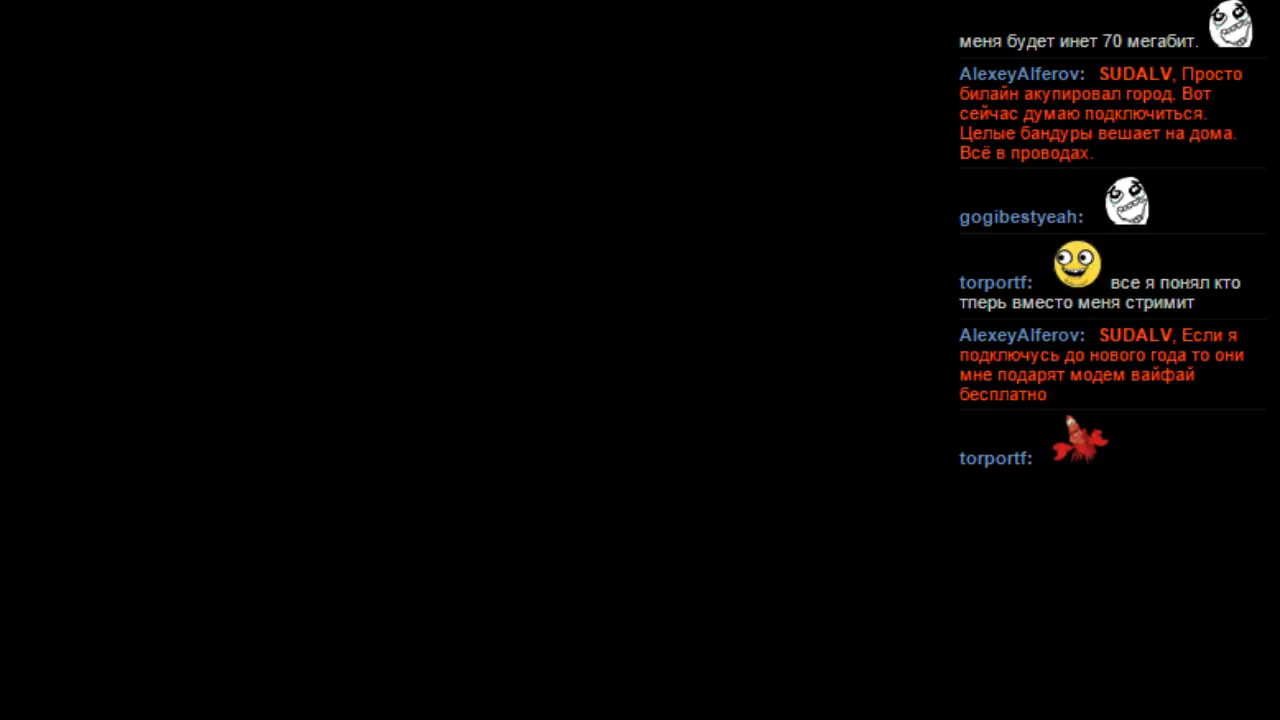 меня будет инет 70 мегабит.
AlexeyAlferov: SUDALV, Просто
билайн акупировал город. Вот
сейчас думаю подключиться.
Целые бандуры вешает на дома.
Всё в проводах.
gogibestyeah:
torportf: все я понял кто
тперь вместо меня стримит
AlexeyAlferov: SUDALV, Если я
подключусь до нового года то они
мне подарят модем вайфай
бесплатно
torportf: